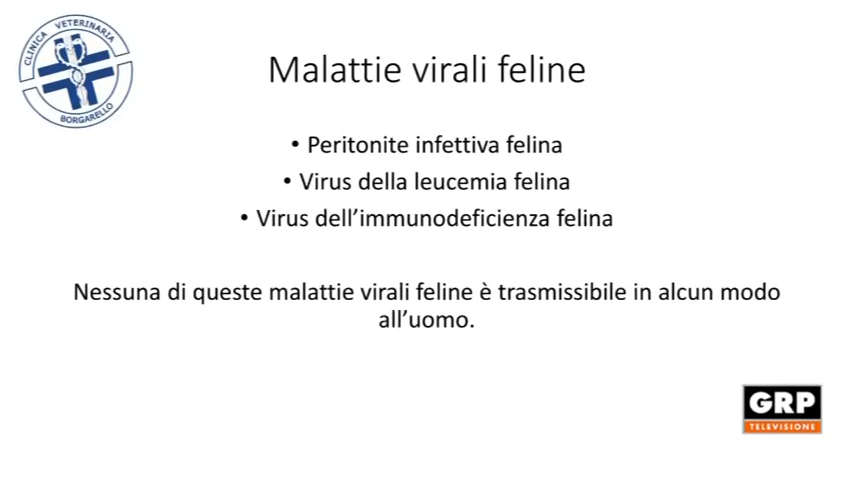 CLINICA VETERINARIA
BORGARELLO
Malattie virali feline
• Peritonite infettiva felina
• Virus della leucemia felina
• Virus dell’immunodeficienza felina
Nessuna di queste malattie virali feline è trasmissibile in alcun modo
all’uomo.
GRP
TELEVISIONE